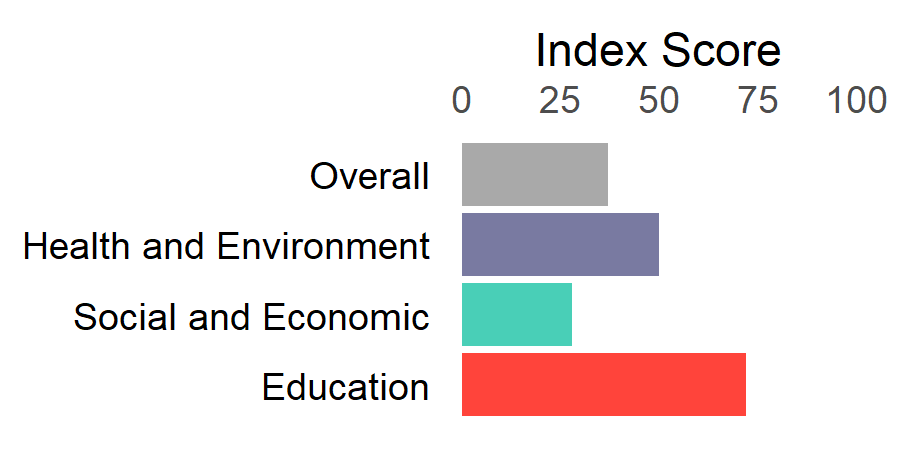 Index Score
0 25 50 75 100
Overall
Health and Environment
Social and Economic
Education